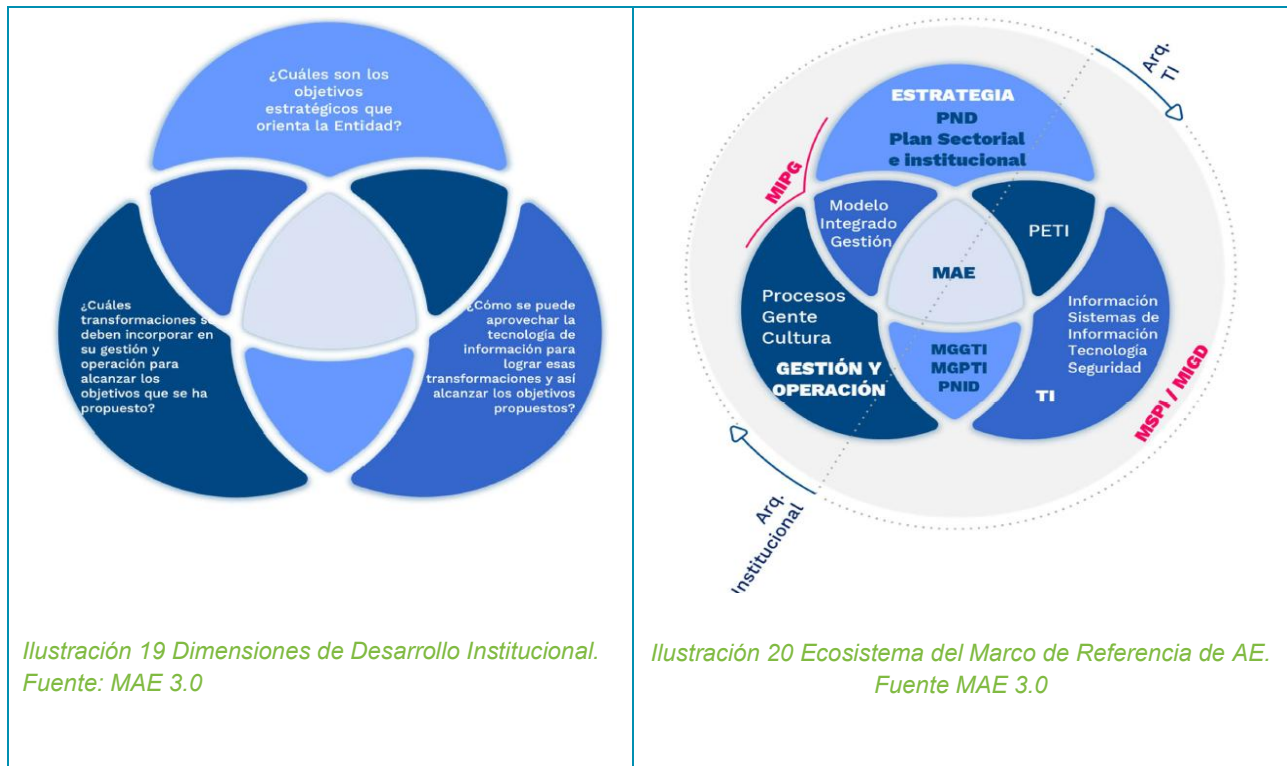 ¿Cuáles son los
objetivos
estratégicos que
orienta la Entidad?
¿Cuáles
transformaciones se
deben incorporar en
su gestión y
operación para
alcanzar los
objetivos que se ha
propuesto?
¿Cómo se puede
aprovechar la
tecnología de
información para
lograr esas
transformaciones y así
alcanzar los objetivos
propuestos?
Ilustración 19 Dimensiones de Desarrollo Institucional.
Fuente: MAE 3.0
Arq.
TI
ESTRATEGIA
PND
Plan Sectorial
e institucional
MIPG
Modelo
Integrado
Gestión
PETI
MAE
Procesos
Gente
Cultura
GESTIÓN Y
OPERACIÓN
MGGTI
MGPTI
PNID
Información
Sistemas de
Información
Tecnología
Seguridad
TI
MSPI / MIGD
Arq.
Institucional
Ilustración 20 Ecosistema del Marco de Referencia de AE.
Fuente MAE 3.0